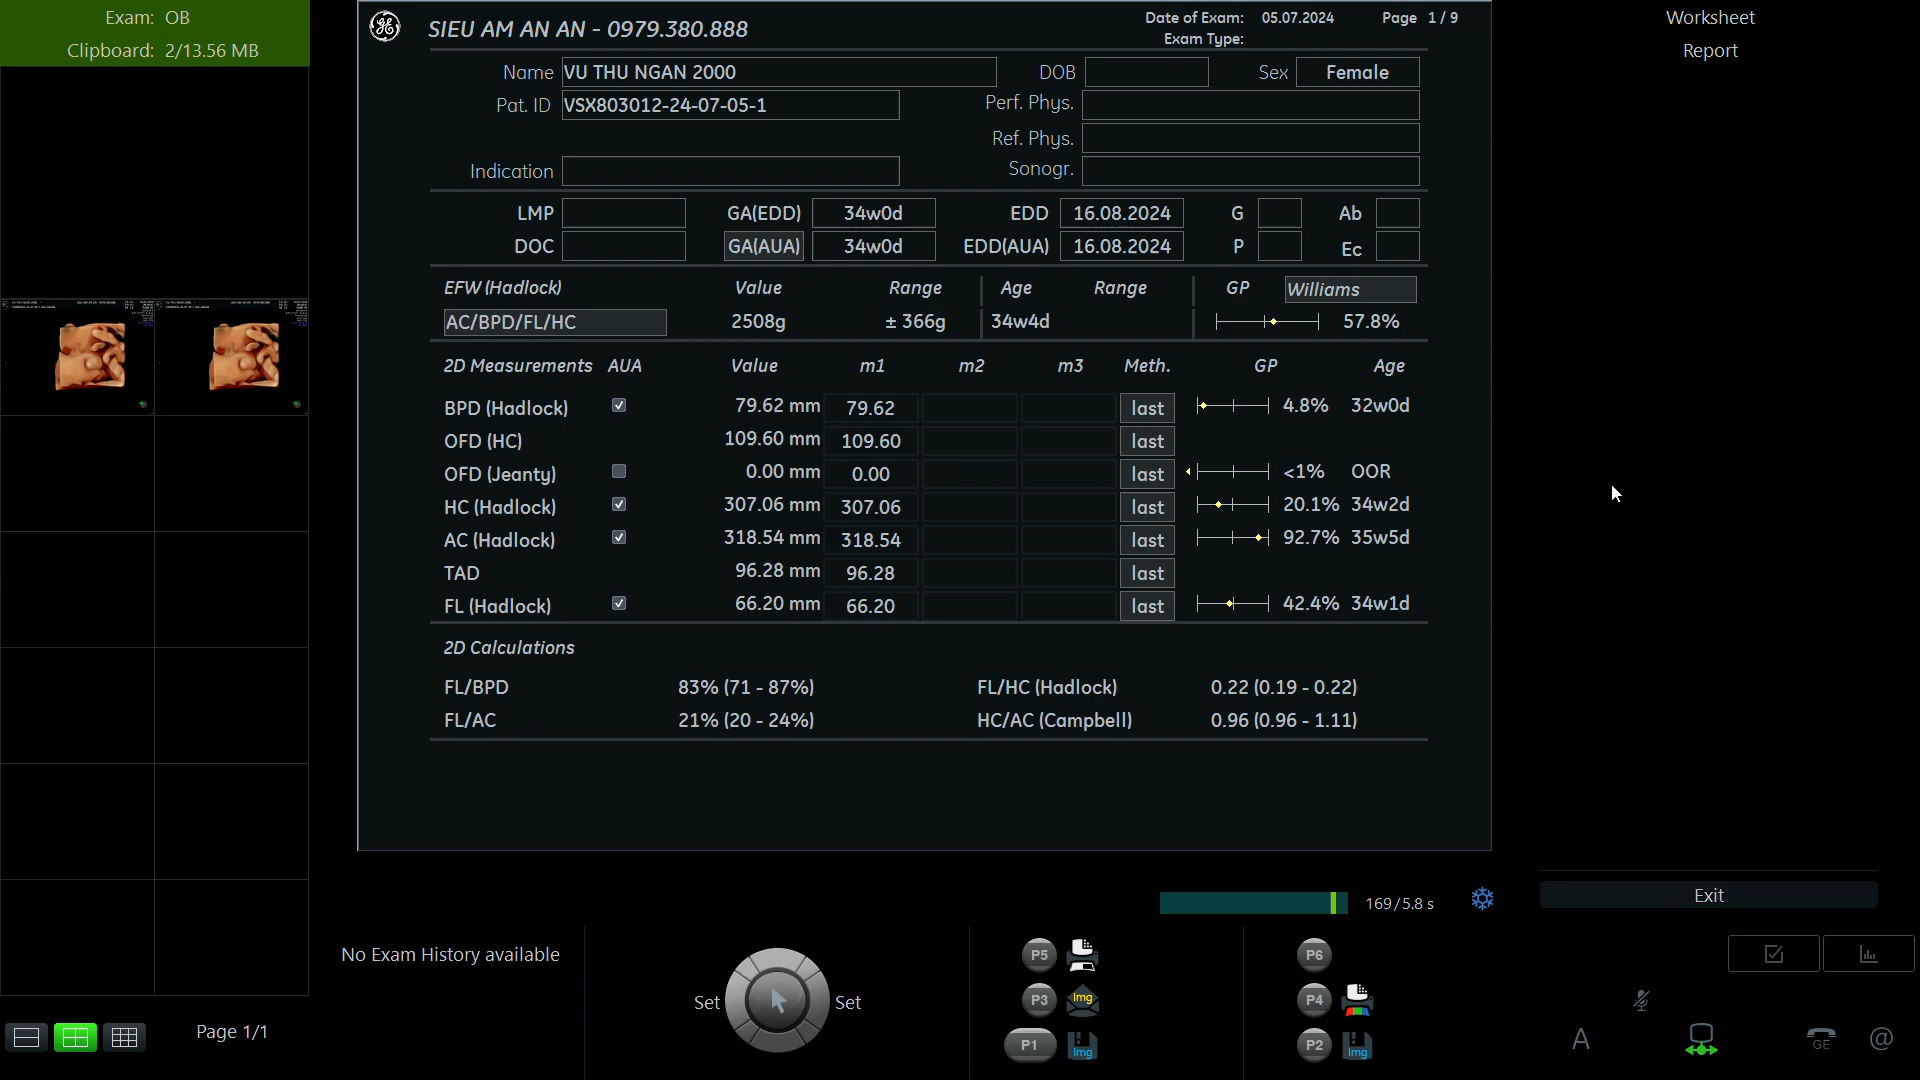 Exam: OB
Clipboard: 2/13.56 MB
SIEU AM AN AN - 0979.380.888
Date of Exam: 05.07.2024 Page 1 / 9
Exam Type:
Name VU THU NGAN 2000 DOB Sex Female
Pat. ID VSX803012-24-07-05-1 Perf. Phys.
Ref. Phys.
Indication Sonogr.
LMP GA(EDD) 34w0d EDD 16.08.2024 G Ab
DOC GA(AUA) 34w0d EDD(AUA) 16.08.2024 P Ec
EFW (Hadlock) Value Range Age Range GP Williams
AC/BPD/FL/HC 2508g ± 366g 34w4d 57.8%
2D Measurements AUA Value m1 m2 m3 Meth. GP Age
BPD (Hadlock) 79.62 mm 79.62 last 4.8% 32w0d
OFD (HC) 109.60 mm 109.60 last
OFD (Jeanty) 0.00 mm 0.00 last <1% OOR
HC (Hadlock) 307.06 mm 307.06 last 20.1% 34w2d
AC (Hadlock) 318.54 mm 318.54 last 92.7% 35w5d
TAD 96.28 mm 96.28 last
FL (Hadlock) 66.20 mm 66.20 last 42.4% 34w1d
2D Calculations
FL/BPD 83% (71 - 87%) FL/HC (Hadlock) 0.22 (0.19 - 0.22)
FL/AC 21% (20 - 24%) HC/AC (Campbell) 0.96 (0.96 - 1.11)
Worksheet
Report
169/5.8 s
Exit
No Exam History available
Set Set
P5 P6
P3 Img P4
P1 Img P2 Img
Page 1/1
A GE @